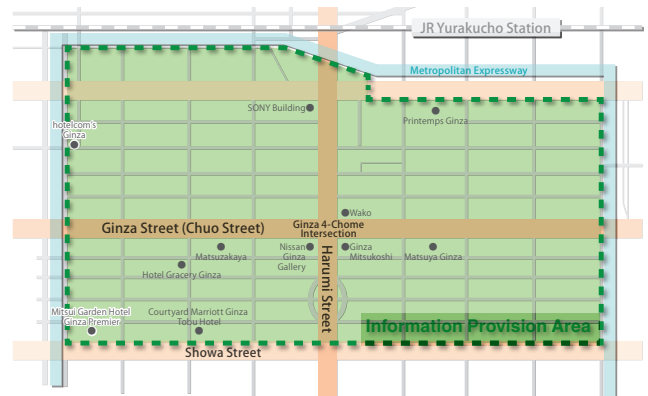 JR Yurakucho Station
Metropolitan Expressway
SONY Building
Printemps Ginza
hotelcom's
Ginza
Wako
Ginza Street (Chuo Street)
Ginza 4-Chome
Intersection
Matsuzakaya
Nissan
Ginza
Gallery
Ginza
Mitsukoshi
Matsuya Ginza
Harumi Street
Hotel Gracery Ginza
Mitsui Garden Hotel
Ginza Premier
Courtyard Marriott Ginza
Tobu Hotel
Information Provision Area
Showa Street